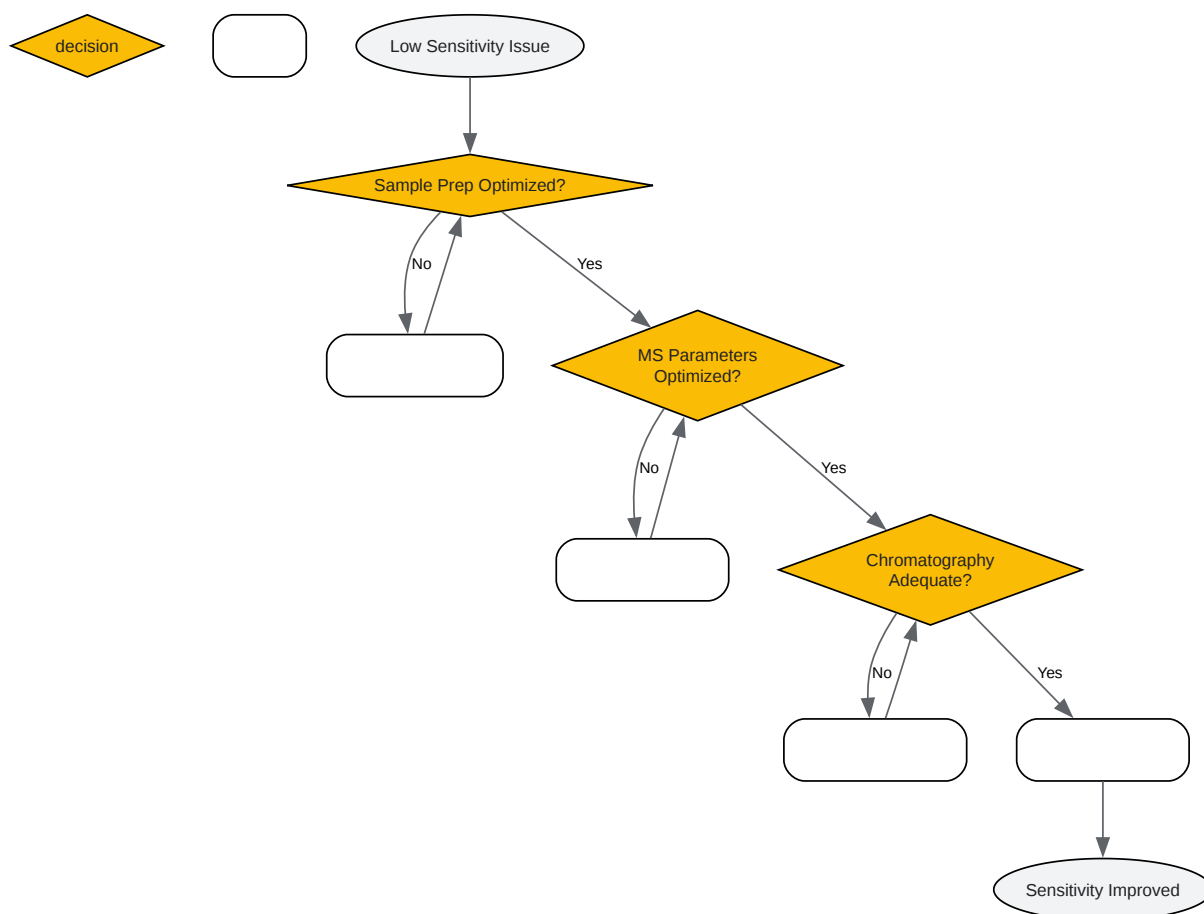 decision
Low Sensitivity Issue
Sample Prep Optimized?
No
Yes
MS Parameters
Optimized?
No
Yes
Chromatography
Adequate?
No
Yes
Sensitivity Improved